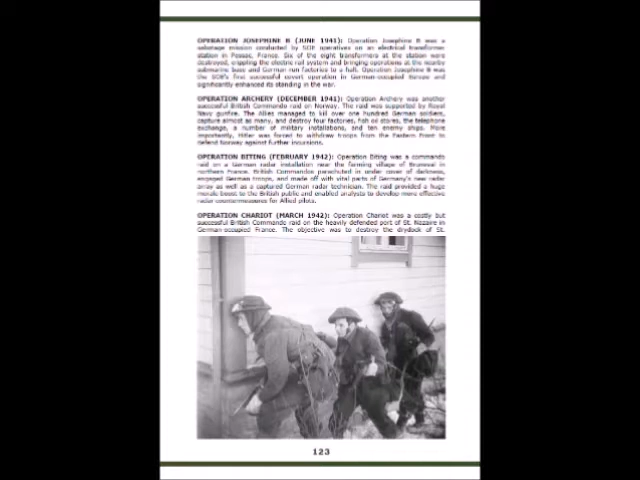 OPERATION JOSEPHINE B (JUNE 1941): Operation Josephine B was a
sabotage mission conducted by SOE operatives on an electrical transformer
station in Pessac, France. Six of the eight transformers at the station were
destroyed, crippling the electric rail system and bringing operations at the nearby
submarine base and German run factories to a halt. Operation Josephine B was
the SOE's first successful covert operation in German-occupied Europe and
significantly enhanced its standing in the war.
OPERATION ARCHERY (DECEMBER 1941): Operation Archery was another
successful British Commando raid on Norway. The raid was supported by Royal
Navy gunfire. The Allies managed to kill over one hundred German soldiers,
capture almost as many, and destroy four factories, fish oil stores, the telephone
exchange, a number of military installations, and ten enemy ships. More
importantly, Hitler was forced to withdraw troops from the Eastern Front to
defend Norway against further incursions.
OPERATION BITING (FEBRUARY 1942): Operation Biting was a commando
raid on a German radar installation near the farming village of Bruneval in
northern France. British Commandos parachuted in under cover of darkness,
engaged German troops, and made off with vital parts of Germany's new radar
array as well as a captured German radar technician. The raid provided a huge
morale boost to the British public and enabled analysts to develop more effective
radar countermeasures for Allied pilots.
OPERATION CHARIOT (MARCH 1942): Operation Chariot was a costly but
successful British Commando raid on the heavily defended port of St. Nazaire in
German-occupied France. The objective was to destroy the drydock of St.
123